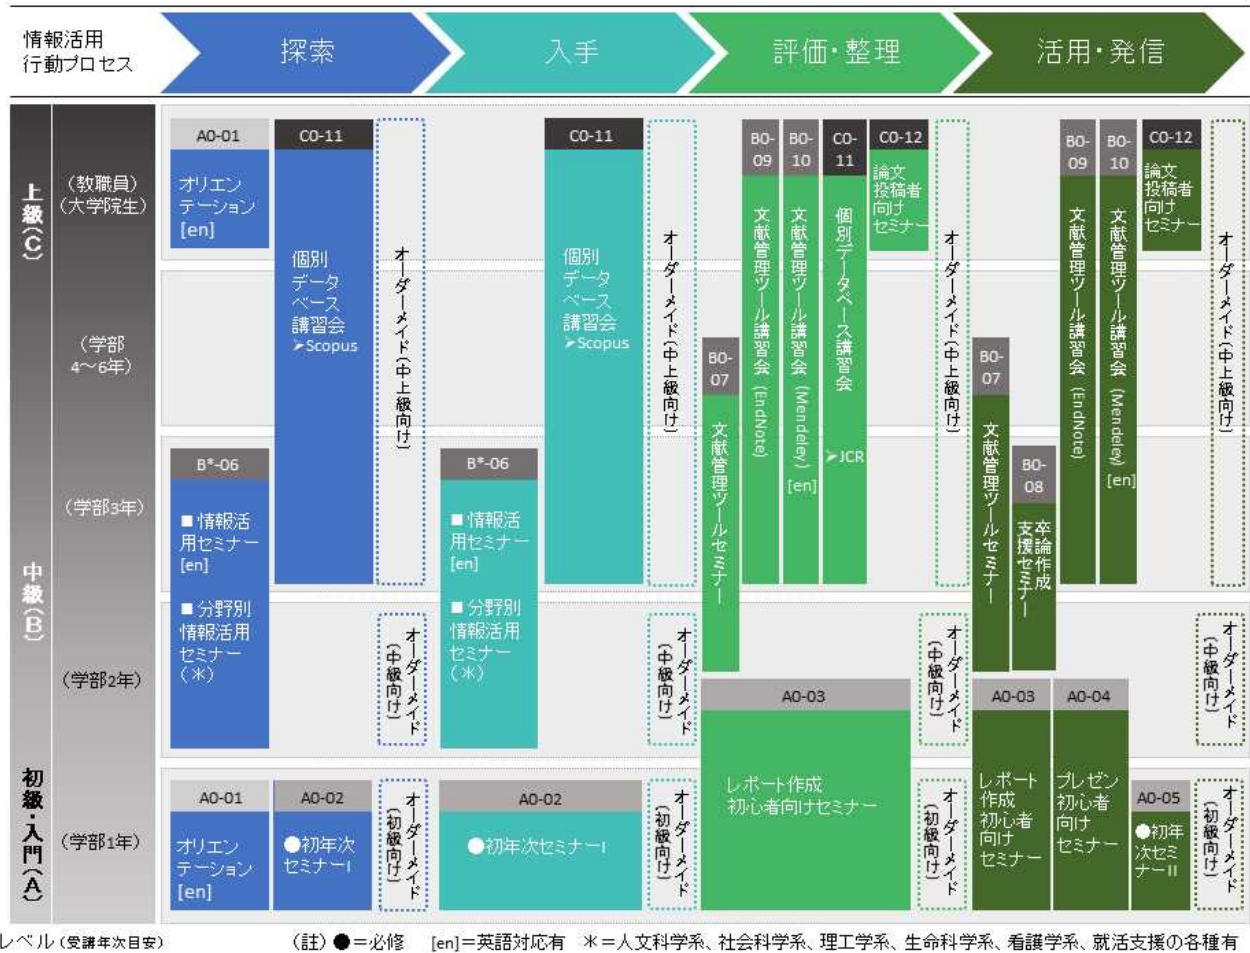 情報活用
行動プロセス
探索
入手
評価・整理
活用・発信
上級(C)
中級(B)
初級・入門(A)
(教職員)
(大学院生)
(学部
4～6年)
(学部3年)
(学部2年)
(学部1年)
A0-01
オリエン
テーション
[en]
C0-11
個別
データ
ベース
講習会
➢Scopus
オーダーメイド(中上級向け)
B*-06
■ 情報活
用セミナー
[en]
■ 分野別
情報活用
セミナー
(＊)
オーダーメイド
(中級向け)
A0-01
オリエン
テーション
[en]
A0-02
●初年次
セミナーI
オーダーメイド
(初級向け)
C0-11
個別
データ
ベース
講習会
➢Scopus
オーダーメイド(中上級向け)
B*-06
■ 情報活
用セミナー
[en]
■ 分野別
情報活用
セミナー
(＊)
オーダーメイド
(中級向け)
A0-02
●初年次セミナーI
オーダーメイド
(初級向け)
B0-
07
文献管理ツールセミナー
B0-
09
文献管理ツール講習会 (EndNote)
B0-
10
文献管理ツール講習会 (Mendeley)
[en]
C0-
11
個別データベース講習会
➢JCR
C0-12
論文
投稿者
向け
セミナー
オーダーメイド(中上級向け)
オーダーメイド
(中級向け)
A0-03
レポート作成
初心者向けセミナー
オーダーメイド
(初級向け)
B0-
07
文献管理ツールセミナー
B0-
08
卒論作成
支援セミナー
B0-
09
文献管理ツール講習会 (EndNote)
B0-
10
文献管理ツール講習会 (Mendeley)
[en]
C0-12
論文
投稿者
向け
セミナー
オーダーメイド(中上級向け)
オーダーメイド
(中級向け)
A0-03
レポート
作成
初心者
向け
セミナー
A0-04
プレゼン
初心者
向け
セミナー
A0-05
●初年
次セミ
ナーII
オーダーメイド
(初級向け)
レベル (受講年次目安)
(註) ●＝必修 [en]＝英語対応有 ＊＝人文科学系、社会科学系、理工学系、生命科学系、看護学系、就活支援の各種有